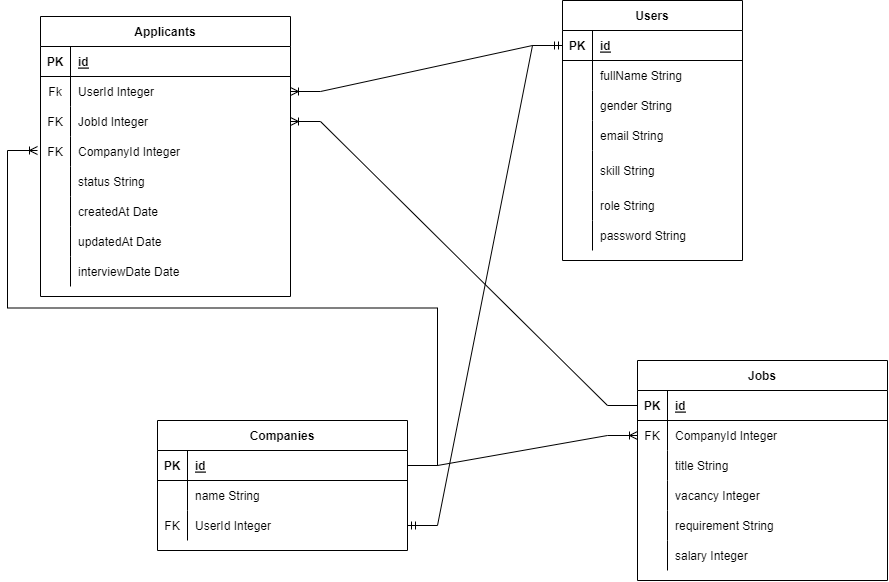 Applicants
PK id
Fk UserId Integer
FK JobId Integer
FK CompanyId Integer
status String
createdAt Date
updatedAt Date
interviewDate Date
Users
PK id
fullName String
gender String
email String
skill String
role String
password String
Companies
PK id
name String
FK UserId Integer
Jobs
PK id
FK CompanyId Integer
title String
vacancy Integer
requirement String
salary Integer